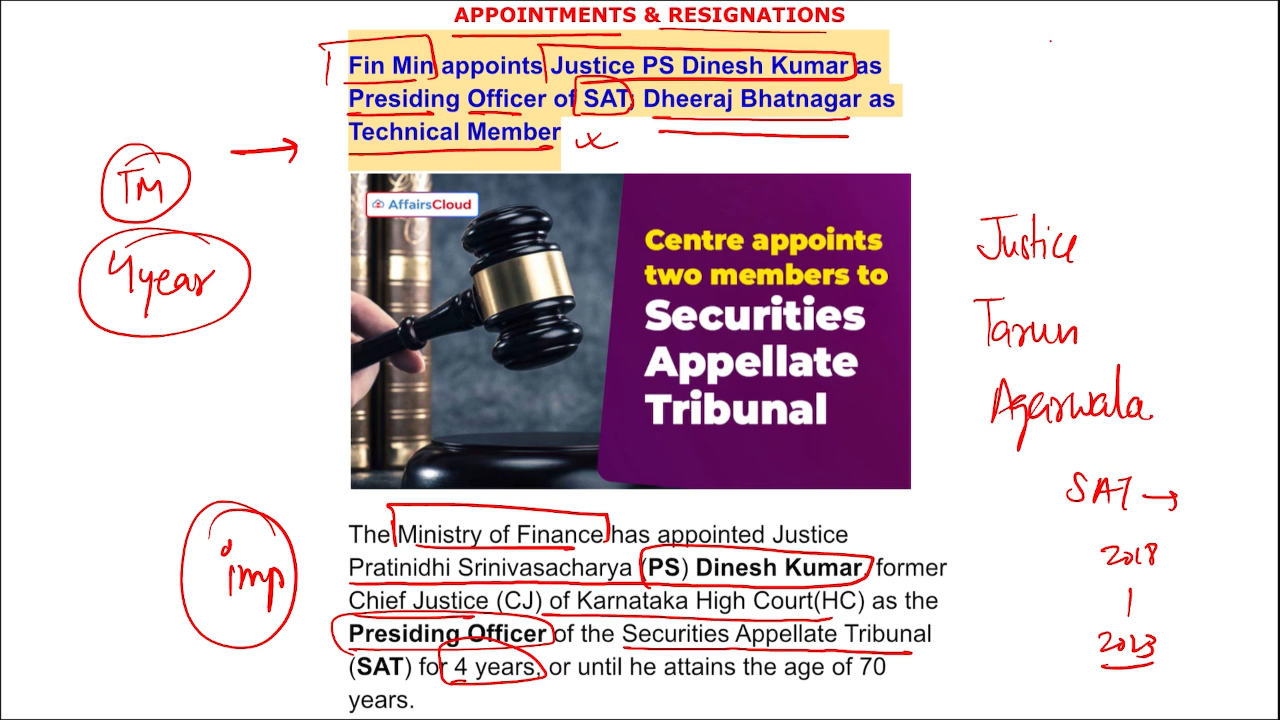 APPOINTMENTS & RESIGNATIONS
Fin Min appoints Justice PS Dinesh Kumar as
Presiding Officer of SAT, Dheeraj Bhatnagar as
Technical Member
TM
4year
AffairsCloud
Centre appoints
two members to
Securities
Appellate
Tribunal
Justice
Tarun
Agarwala
SAT →
2018
2023
imp
The Ministry of Finance has appointed Justice
Pratinidhi Srinivasacharya (PS) Dinesh Kumar, former
Chief Justice (CJ) of Karnataka High Court(HC) as the
Presiding Officer of the Securities Appellate Tribunal
(SAT) for 4 years, or until he attains the age of 70
years.